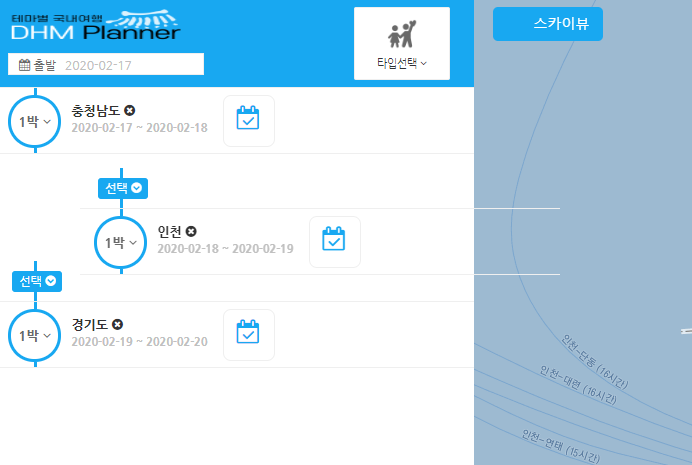 테마별 국내여행
DHM Planner
출발 2020-02-17
타입선택
스카이뷰
1박
충청남도
2020-02-17 ~ 2020-02-18
선택
1박
인천
2020-02-18 ~ 2020-02-19
선택
1박
경기도
2020-02-19 ~ 2020-02-20
인천-단동 (16시간)
인천-대련 (16시간)
인천-연태 (15시간)